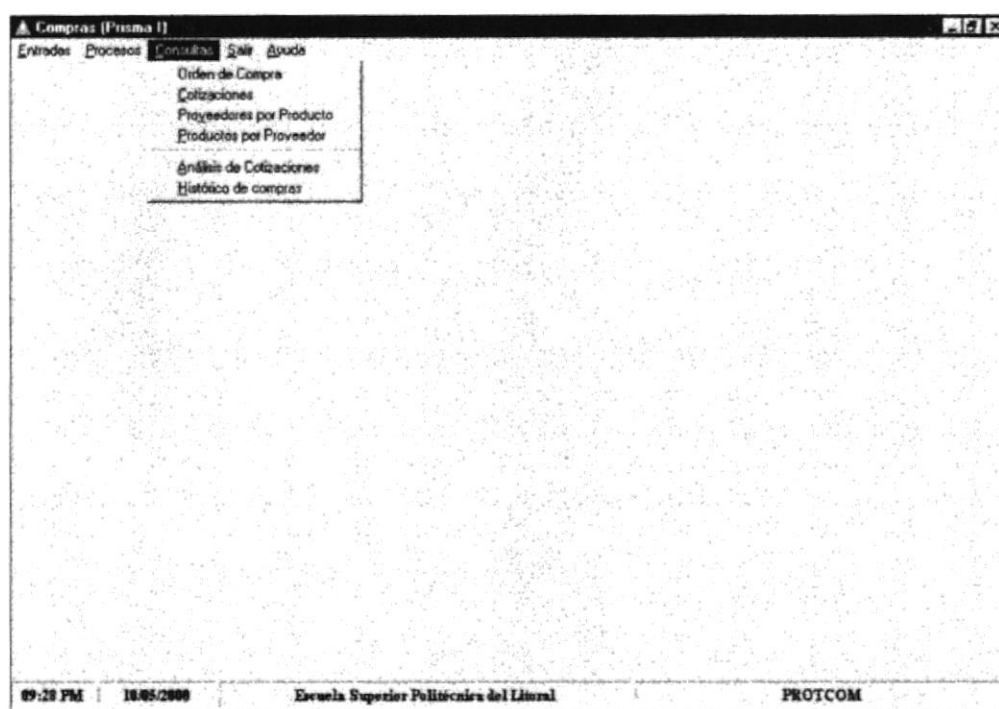 Compras (Prisma I)
Entradas Procesos Consultas Salir Ayuda
Orden de Compra
Cotizaciones
Proveedores por Producto
Productos por Proveedor
Análisis de Cotizaciones
Histórico de compras
09:28 PM 10/05/2000 Escuela Superior Politécnica del Litoral PROTCOM